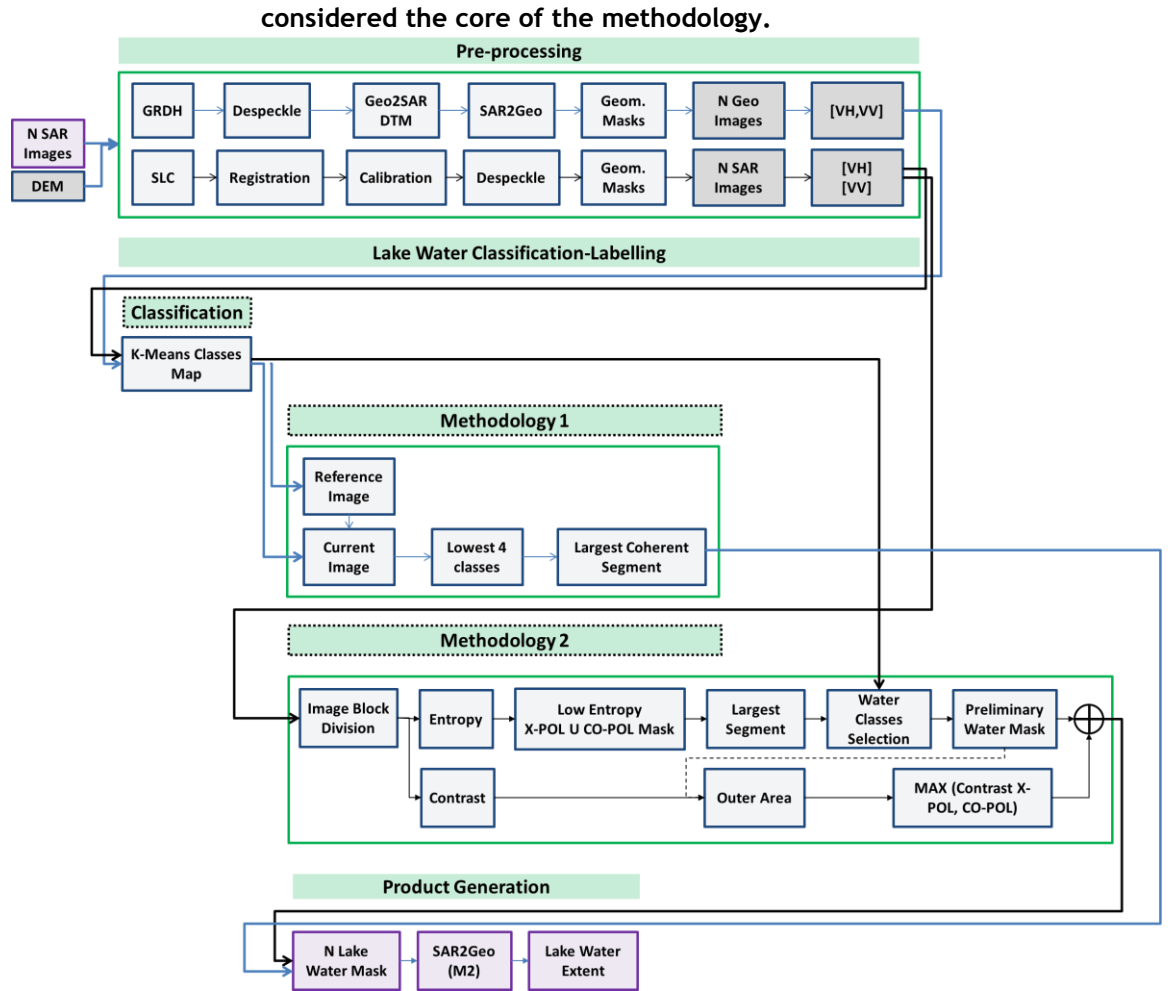 considered the core of the methodology.
Pre-processing
N SAR
Images
DEM
GRDH
Despeckle
Geo2SAR
DTM
SAR2Geo
Geom.
Masks
N Geo
Images
[VH,VV]
SLC
Registration
Calibration
Despeckle
Geom.
Masks
N SAR
Images
[VH]
[VV]
Lake Water Classification-Labelling
Classification
K-Means Classes
Map
Methodology 1
Reference
Image
Current
Image
Lowest 4
classes
Largest Coherent
Segment
Methodology 2
Image Block
Division
Entropy
Low Entropy
X-POL U CO-POL Mask
Largest
Segment
Water
Classes
Selection
Preliminary
Water Mask
Contrast
Outer Area
MAX (Contrast X-
POL, CO-POL)
Product Generation
N Lake
Water Mask
SAR2Geo
(M2)
Lake Water
Extent